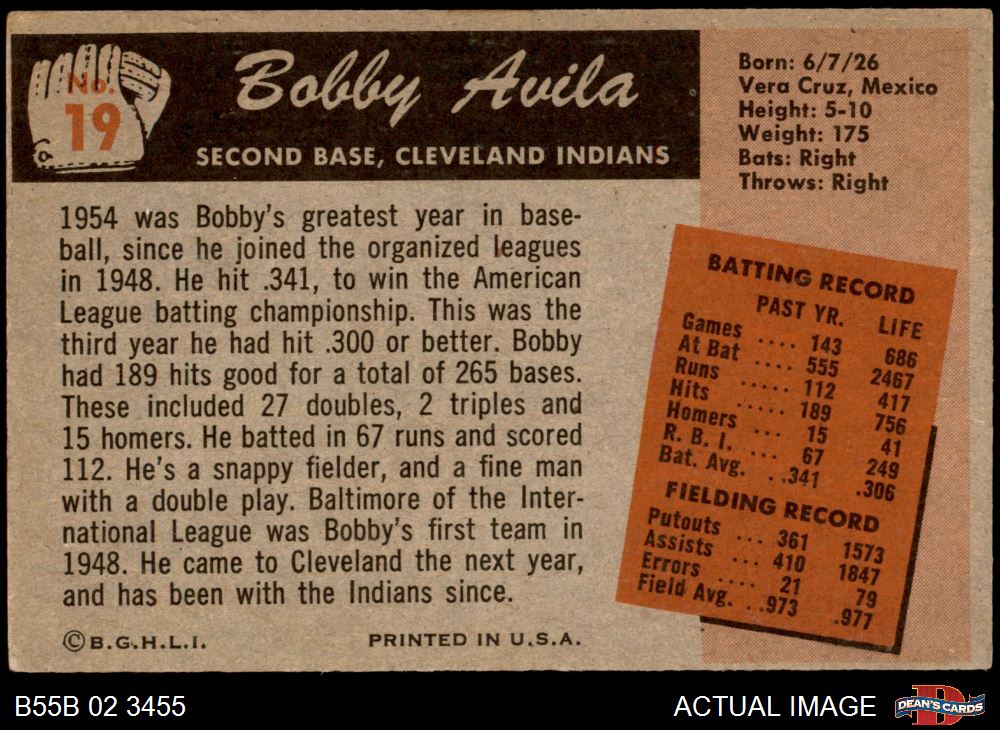 No.
19
Bobby Avila
SECOND BASE, CLEVELAND INDIANS
1954 was Bobby's greatest year in base-
ball, since he joined the organized leagues
in 1948. He hit .341, to win the American
League batting championship. This was the
third year he had hit .300 or better. Bobby
had 189 hits good for a total of 265 bases.
These included 27 doubles, 2 triples and
15 homers. He batted in 67 runs and scored
112. He's a snappy fielder, and a fine man
with a double play. Baltimore of the Inter-
national League was Bobby's first team in
1948. He came to Cleveland the next year,
and has been with the Indians since.
©B.G.H.L.I. PRINTED IN U.S.A.
Born: 6/7/26
Vera Cruz, Mexico
Height: 5-10
Weight: 175
Bats: Right
Throws: Right
BATTING RECORD
PAST YR. LIFE
Games .... 143 686
At Bat .... 555 2467
Runs ..... 112 417
Hits ..... 189 756
Homers ... 15 41
R. B. I. ... 67 249
Bat. Avg. ..341 .306
FIELDING RECORD
Putouts ... 361 1573
Assists ... 410 1847
Errors .... 21 79
Field Avg. ..973 .977
B55B 02 3455
ACTUAL IMAGE
DEAN'S CARDS